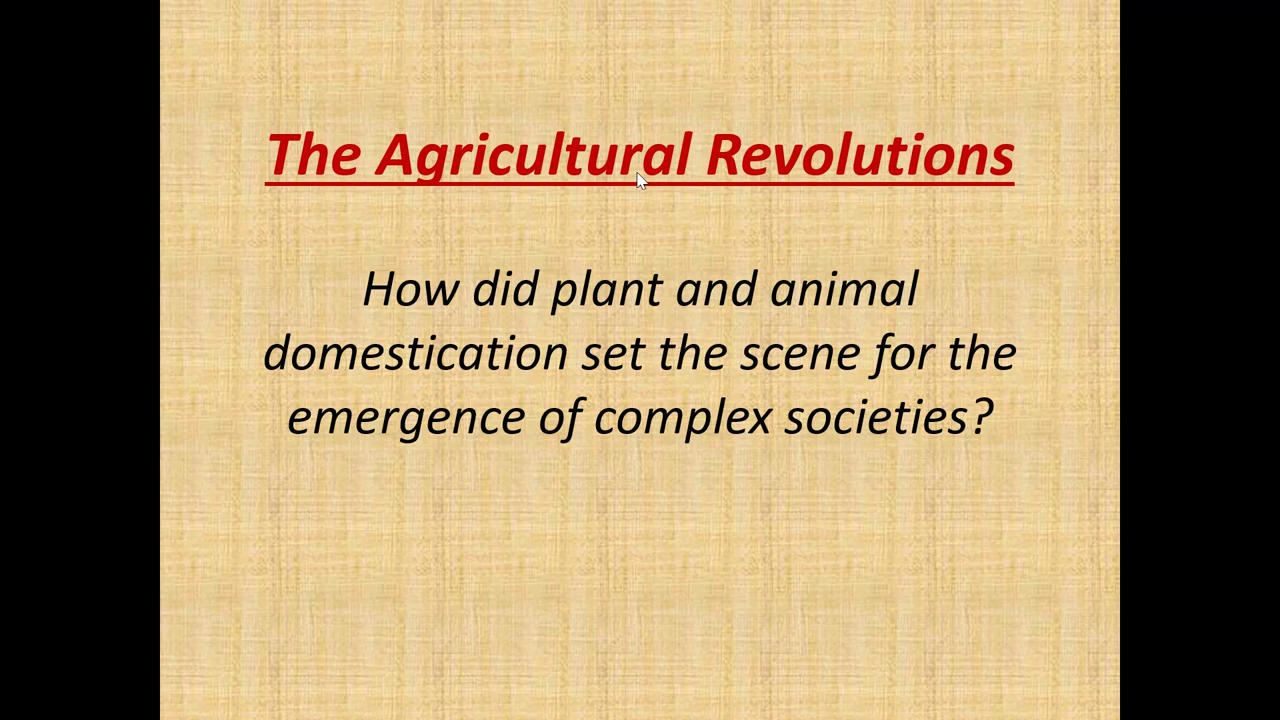 The Agricultural Revolutions
How did plant and animal
domestication set the scene for the
emergence of complex societies?